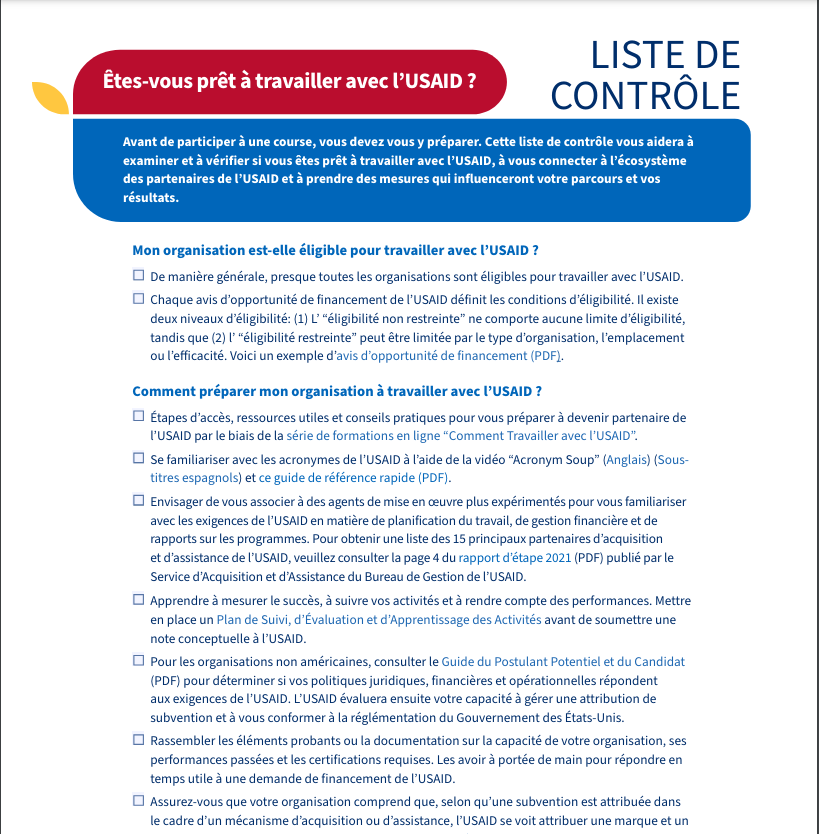 LISTE DE
CONTRÔLE
Êtes-vous prêt à travailler avec l’USAID ?
Avant de participer à une course, vous devez vous y préparer. Cette liste de contrôle vous aidera à
examiner et à vérifier si vous êtes prêt à travailler avec l’USAID, à vous connecter à l’écosystème
des partenaires de l’USAID et à prendre des mesures qui influenceront votre parcours et vos
résultats.
Mon organisation est-elle éligible pour travailler avec l’USAID ?
De manière générale, presque toutes les organisations sont éligibles pour travailler avec l’USAID.
Chaque avis d’opportunité de financement de l’USAID définit les conditions d’éligibilité. Il existe
deux niveaux d’éligibilité: (1) L’ “éligibilité non restreinte” ne comporte aucune limite d’éligibilité,
tandis que (2) l’ “éligibilité restreinte” peut être limitée par le type d’organisation, l’emplacement
ou l’efficacité. Voici un exemple d’avis d’opportunité de financement (PDF).
Comment préparer mon organisation à travailler avec l’USAID ?
Étapes d’accès, ressources utiles et conseils pratiques pour vous préparer à devenir partenaire de
l’USAID par le biais de la série de formations en ligne “Comment Travailler avec l’USAID”.
Se familiariser avec les acronymes de l’USAID à l’aide de la vidéo “Acronym Soup” (Anglais) (Sous-
titres espagnols) et ce guide de référence rapide (PDF).
Envisager de vous associer à des agents de mise en œuvre plus expérimentés pour vous familiariser
avec les exigences de l’USAID en matière de planification du travail, de gestion financière et de
rapports sur les programmes. Pour obtenir une liste des 15 principaux partenaires d’acquisition
et d’assistance de l’USAID, veuillez consulter la page 4 du rapport d’étape 2021 (PDF) publié par le
Service d’Acquisition et d’Assistance du Bureau de Gestion de l’USAID.
Apprendre à mesurer le succès, à suivre vos activités et à rendre compte des performances. Mettre
en place un Plan de Suivi, d’Évaluation et d’Apprentissage des Activités avant de soumettre une
note conceptuelle à l’USAID.
Pour les organisations non américaines, consulter le Guide du Postulant Potentiel et du Candidat
(PDF) pour déterminer si vos politiques juridiques, financières et opérationnelles répondent
aux exigences de l’USAID. L’USAID évaluera ensuite votre capacité à gérer une attribution de
subvention et à vous conformer à la réglémentation du Gouvernement des États-Unis.
Rassembler les éléments probants ou la documentation sur la capacité de votre organisation, ses
performances passées et les certifications requises. Les avoir à portée de main pour répondre en
temps utile à une demande de financement de l’USAID.
Assurez-vous que votre organisation comprend que, selon qu’une subvention est attribuée dans
le cadre d’un mécanisme d’acquisition ou d’assistance, l’USAID se voit attribuer une marque et un